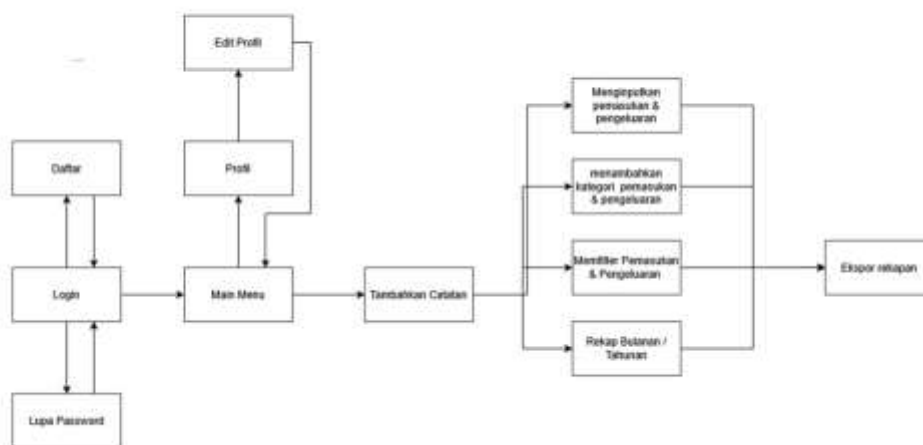 Edit Profil
Menginputkan
pemasukan &
pengeluaran
Daftar
Profil
menambahkan
kategori pemasukan
& pengeluaran
Login
Main Menu
Tambahkan Catatan
Memfilter Pemasukan
& Pengeluaran
Ekspor rekapan
Rekap Bulanan /
Tahunan
Lupa Password